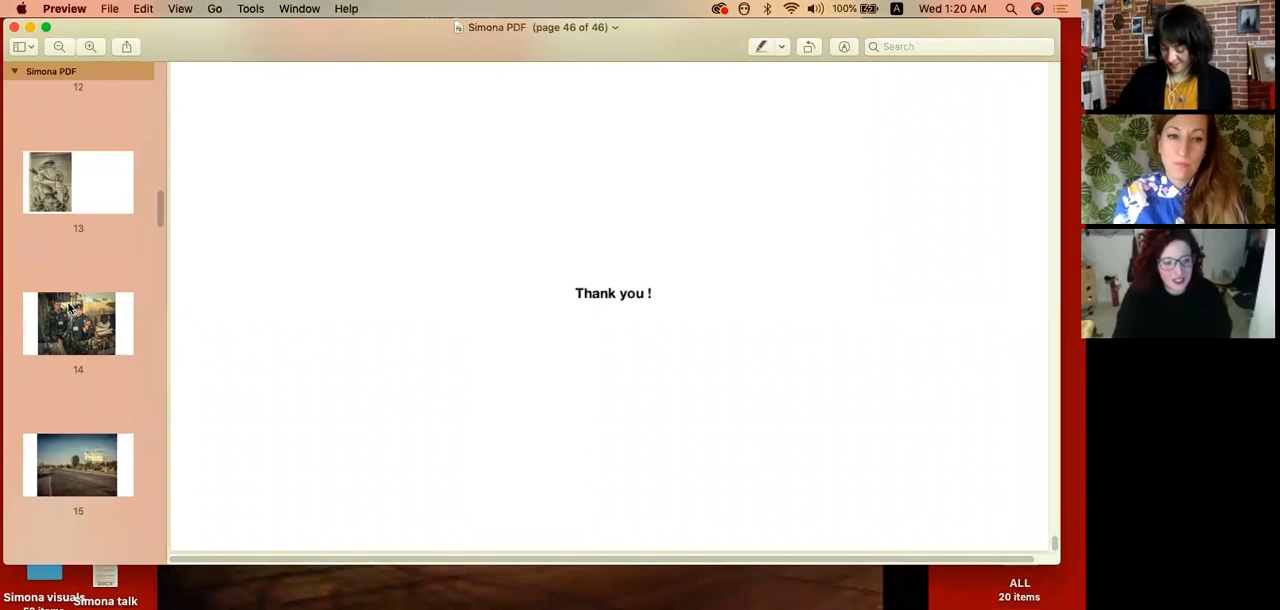 Preview File Edit View Go Tools Window Help 100% A Wed 1:20 AM
Simona PDF (page 46 of 46)
Search
Simona PDF
12
13
14
15
Thank you !
DOCX
Simona visuals
Simona talk
ALL
20 items